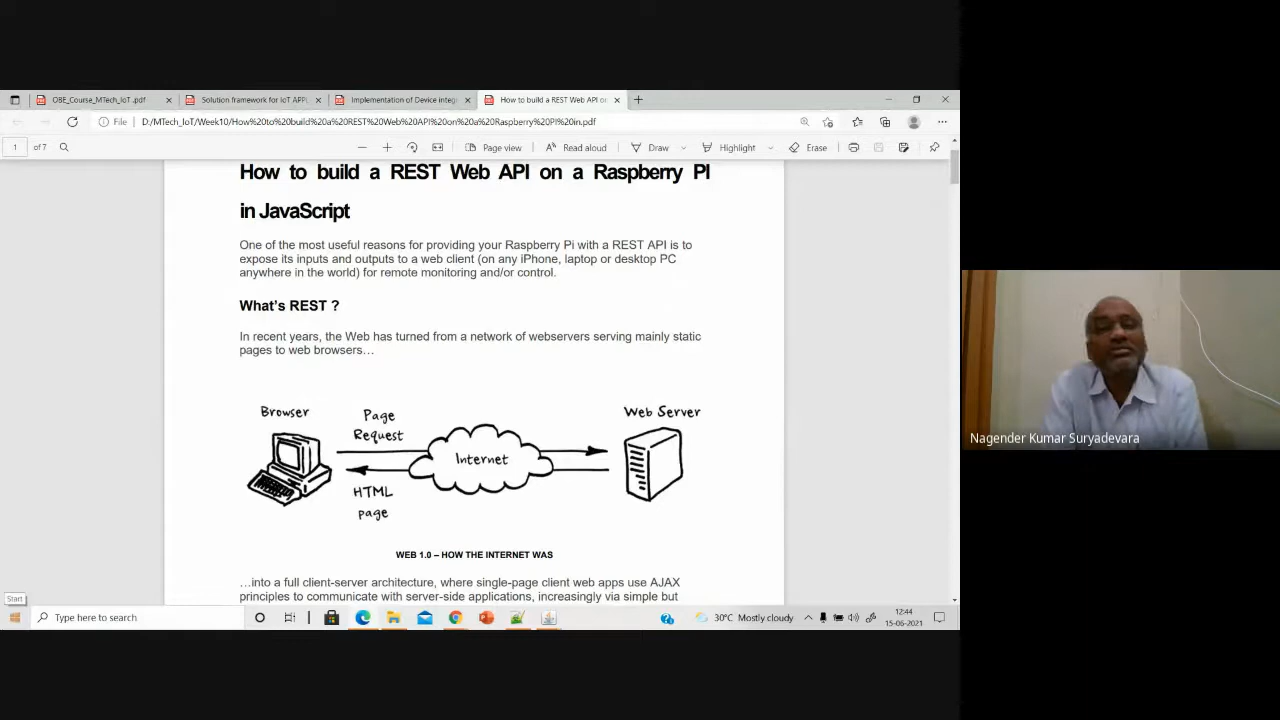 OBE_Course_MTech_IoT.pdf
Solution framework for IoT APPL
Implementation of Device integ
How to build a REST Web API on
File
D:/MTech_IoT/Week10/How%20to%20build%20a%20REST%20Web%20API%20on%20a%20Raspberry%20PI%20in.pdf
1 of 7
Page view
Read aloud
Draw
Highlight
Erase
How to build a REST Web API on a Raspberry PI
in JavaScript
One of the most useful reasons for providing your Raspberry Pi with a REST API is to
expose its inputs and outputs to a web client (on any iPhone, laptop or desktop PC
anywhere in the world) for remote monitoring and/or control.
What's REST ?
In recent years, the Web has turned from a network of webservers serving mainly static
pages to web browsers…
Browser
Page
Request
Internet
HTML
page
Web Server
WEB 1.0 – HOW THE INTERNET WAS
…into a full client-server architecture, where single-page client web apps use AJAX
principles to communicate with server-side applications, increasingly via simple but
Nagender Kumar Suryadevara
Start
Type here to search
30°C Mostly cloudy
12:44
15-06-2021